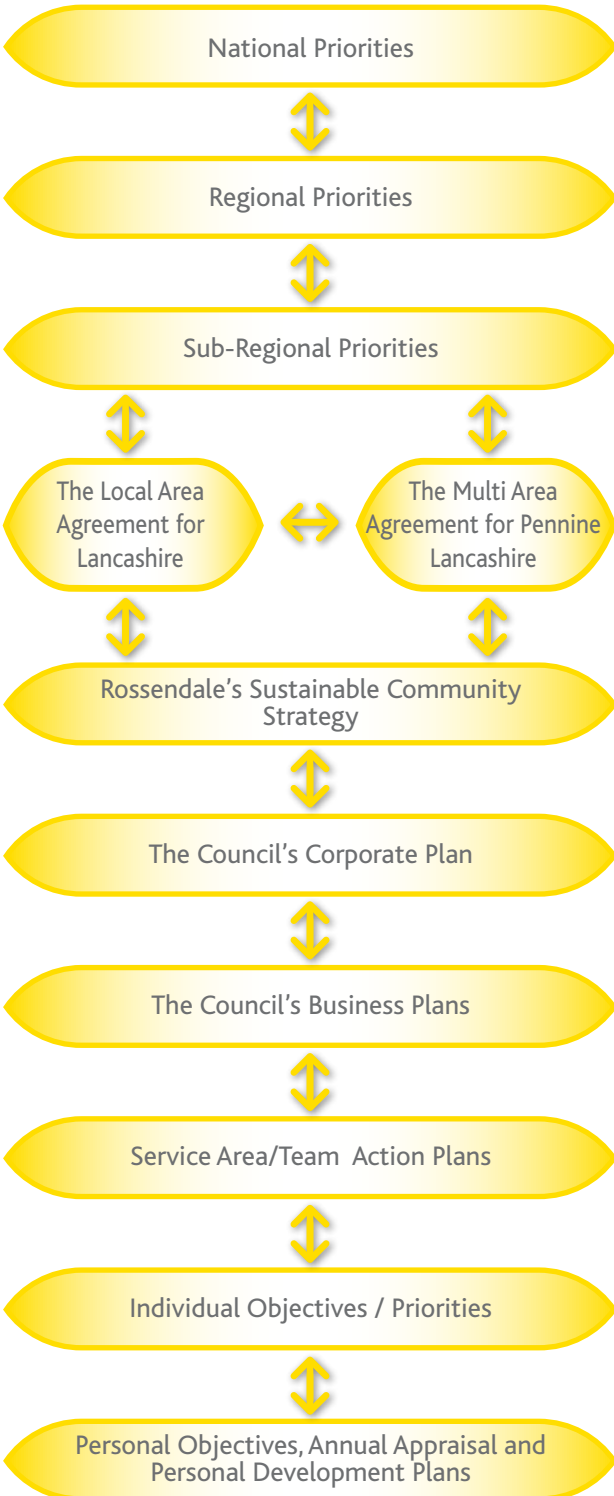 National Priorities
Regional Priorities
Sub-Regional Priorities
The Local Area
Agreement for
Lancashire
The Multi Area
Agreement for Pennine
Lancashire
Rossendale's Sustainable Community
Strategy
The Council's Corporate Plan
The Council's Business Plans
Service Area/Team Action Plans
Individual Objectives / Priorities
Personal Objectives, Annual Appraisal and
Personal Development Plans